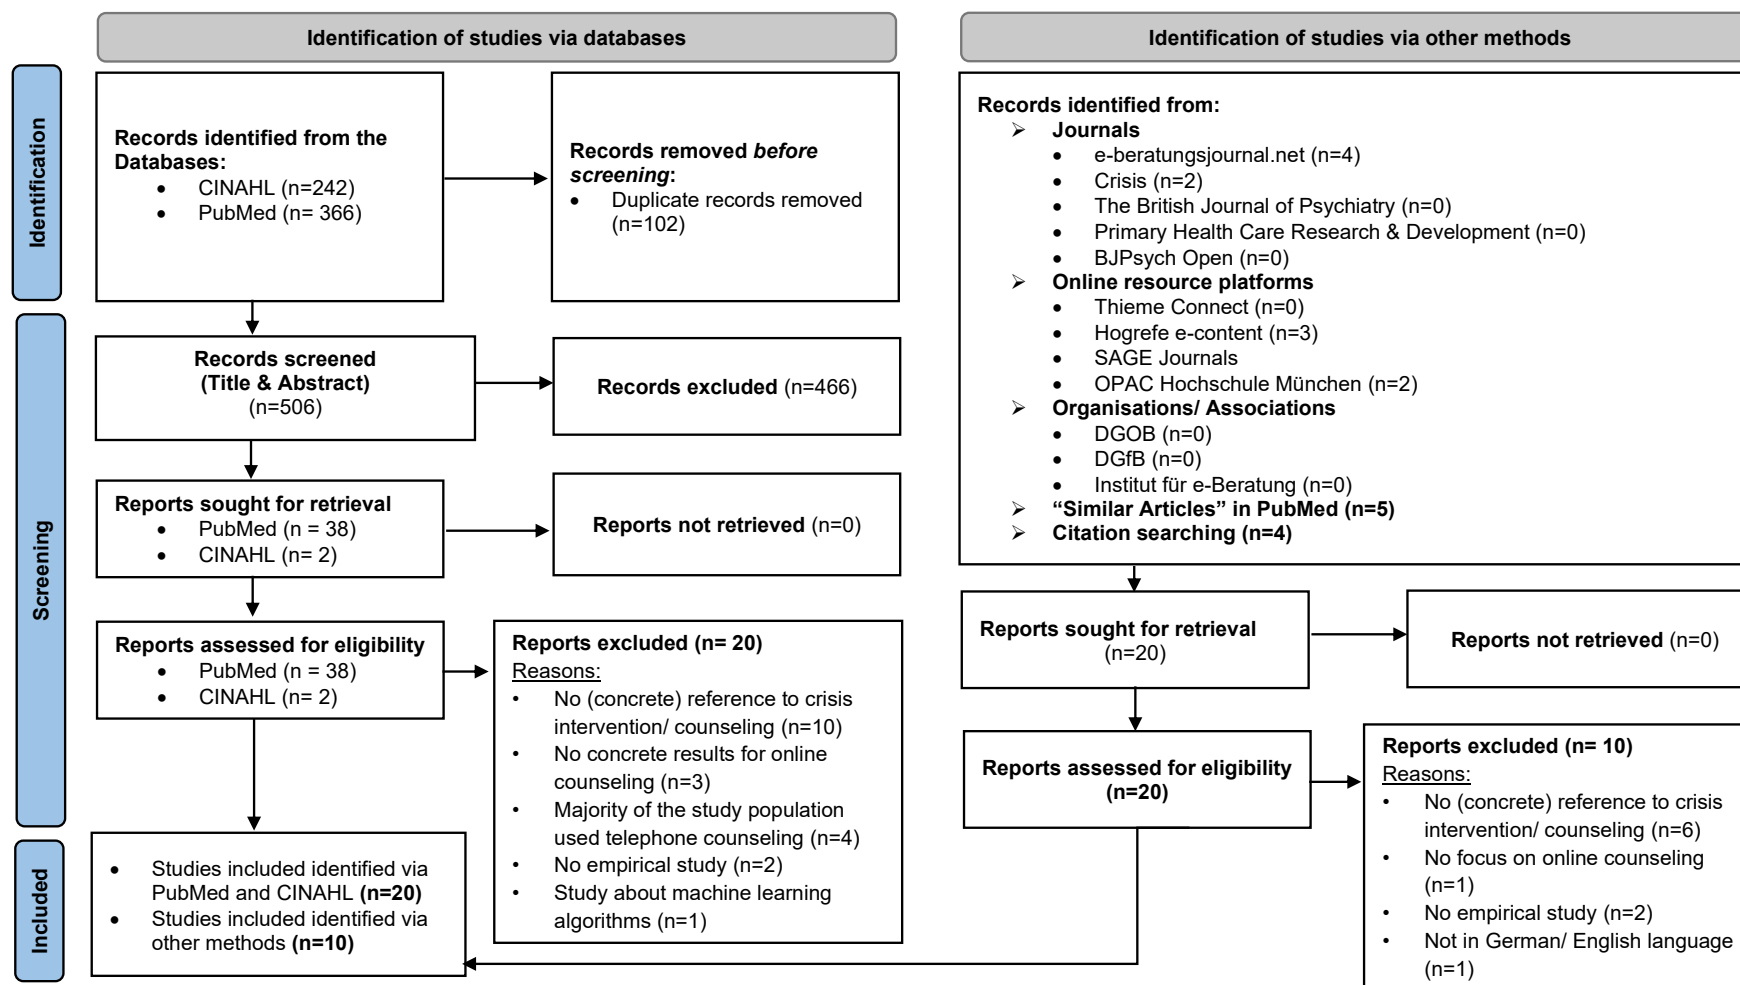 Identification of studies via databases
Identification of studies via other methods
Identification
Records identified from the
Databases:
• CINAHL (n=242)
• PubMed (n= 366)
Records removed before
screening:
• Duplicate records removed
(n=102)
Records identified from:
➢ Journals
• e-beratungsjournal.net (n=4)
• Crisis (n=2)
• The British Journal of Psychiatry (n=0)
• Primary Health Care Research & Development (n=0)
• BJPsych Open (n=0)
➢ Online resource platforms
• Thieme Connect (n=0)
• Hogrefe e-content (n=3)
• SAGE Journals
• OPAC Hochschule München (n=2)
➢ Organisations/ Associations
• DGOB (n=0)
• DGfB (n=0)
• Institut für e-Beratung (n=0)
➢ “Similar Articles” in PubMed (n=5)
➢ Citation searching (n=4)
Screening
Records screened
(Title & Abstract)
(n=506)
Records excluded (n=466)
Reports sought for retrieval
• PubMed (n = 38)
• CINAHL (n= 2)
Reports not retrieved (n=0)
Reports assessed for eligibility
• PubMed (n = 38)
• CINAHL (n= 2)
Reports excluded (n= 20)
Reasons:
• No (concrete) reference to crisis
intervention/ counseling (n=10)
• No concrete results for online
counseling (n=3)
• Majority of the study population
used telephone counseling (n=4)
• No empirical study (n=2)
• Study about machine learning
algorithms (n=1)
Reports sought for retrieval
(n=20)
Reports not retrieved (n=0)
Reports assessed for eligibility
(n=20)
Reports excluded (n= 10)
Reasons:
• No (concrete) reference to crisis
intervention/ counseling (n=6)
• No focus on online counseling
(n=1)
• No empirical study (n=2)
• Not in German/ English language
(n=1)
Included
• Studies included identified via
PubMed and CINAHL (n=20)
• Studies included identified via
other methods (n=10)